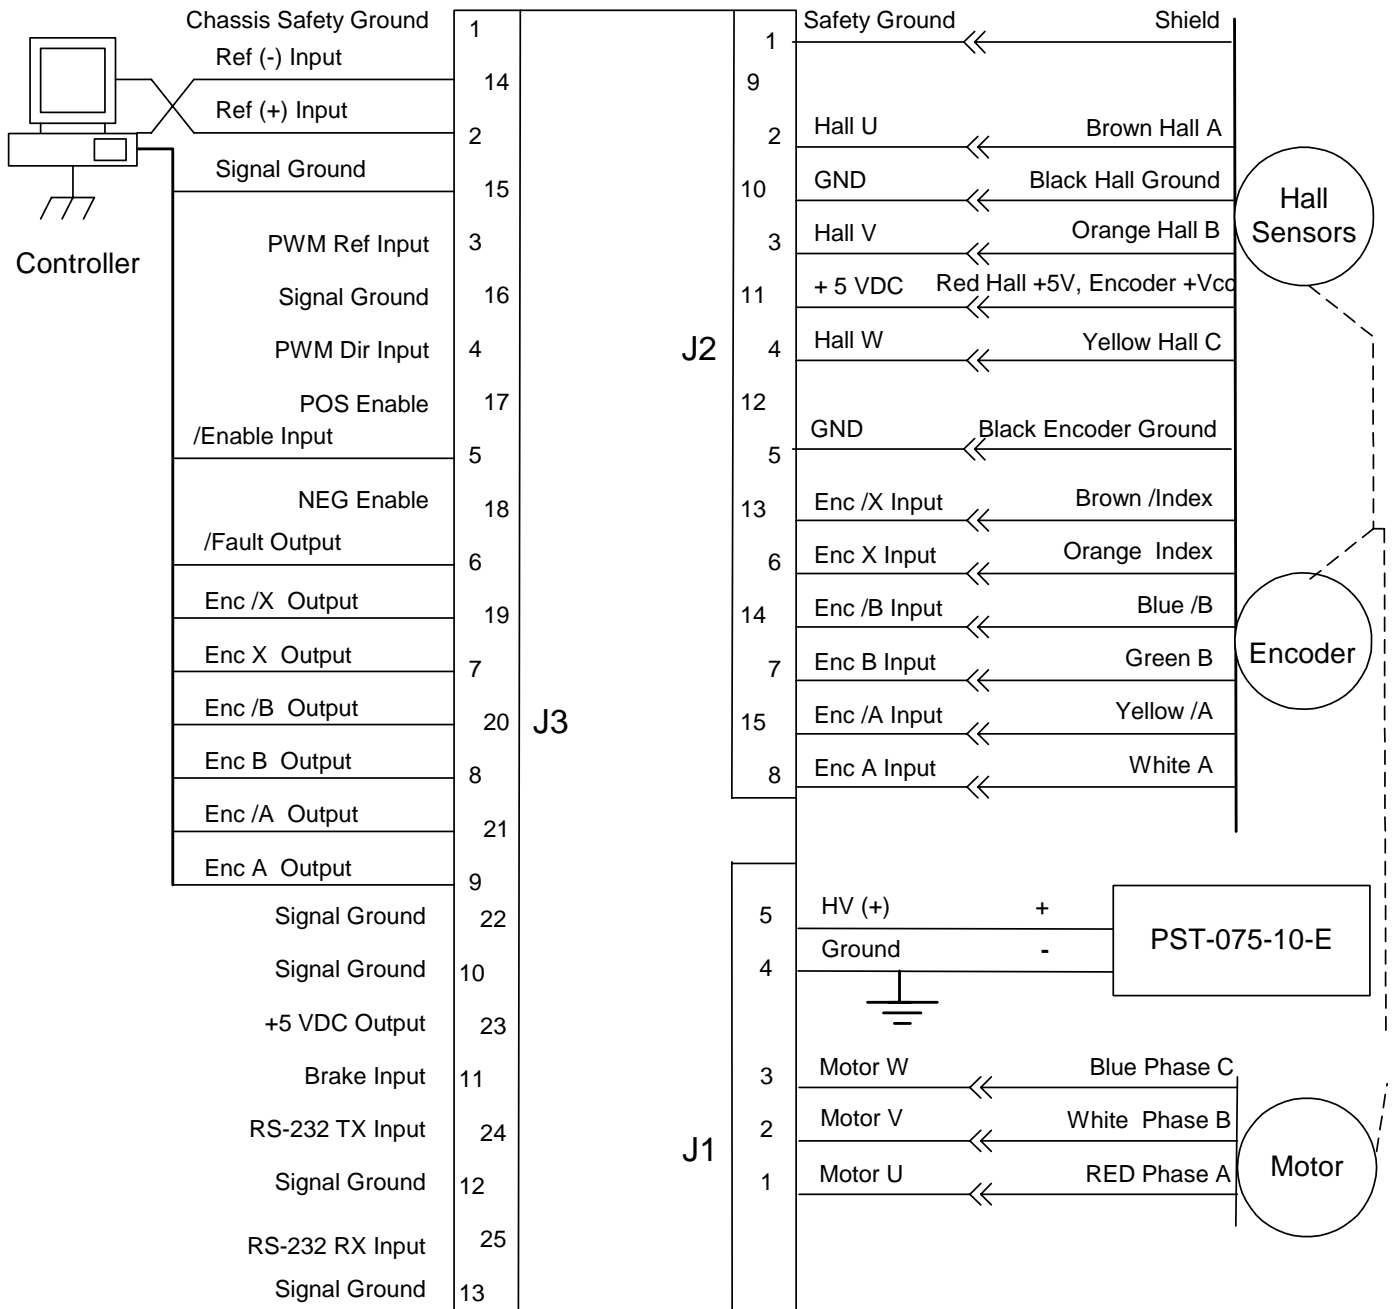 Chassis Safety Ground 1
Ref (-) Input
14
Ref (+) Input
2
Signal Ground
15
PWM Ref Input 3
Signal Ground 16
PWM Dir Input 4
POS Enable 17
/Enable Input
5
NEG Enable 18
/Fault Output
6
Enc /X Output
19
Enc X Output
7
Enc /B Output
20
Enc B Output
8
Enc /A Output
21
Enc A Output
9
Signal Ground 22
Signal Ground 10
+5 VDC Output 23
Brake Input 11
RS-232 TX Input 24
Signal Ground 12
RS-232 RX Input 25
Signal Ground 13
Controller
J3
J2
Safety Ground Shield
1
9
Hall U Brown Hall A
2
GND Black Hall Ground
10
Hall V Orange Hall B
3
+ 5 VDC Red Hall +5V, Encoder +Vcc
11
Hall W Yellow Hall C
4
12
GND Black Encoder Ground
5
Enc /X Input Brown /Index
13
Enc X Input Orange Index
6
Enc /B Input Blue /B
14
Enc B Input Green B
7
Enc /A Input Yellow /A
15
Enc A Input White A
8
Hall
Sensors
Encoder
J1
HV (+) +
5
Ground -
4
PST-075-10-E
Motor W Blue Phase C
3
Motor V White Phase B
2
Motor U RED Phase A
1
Motor